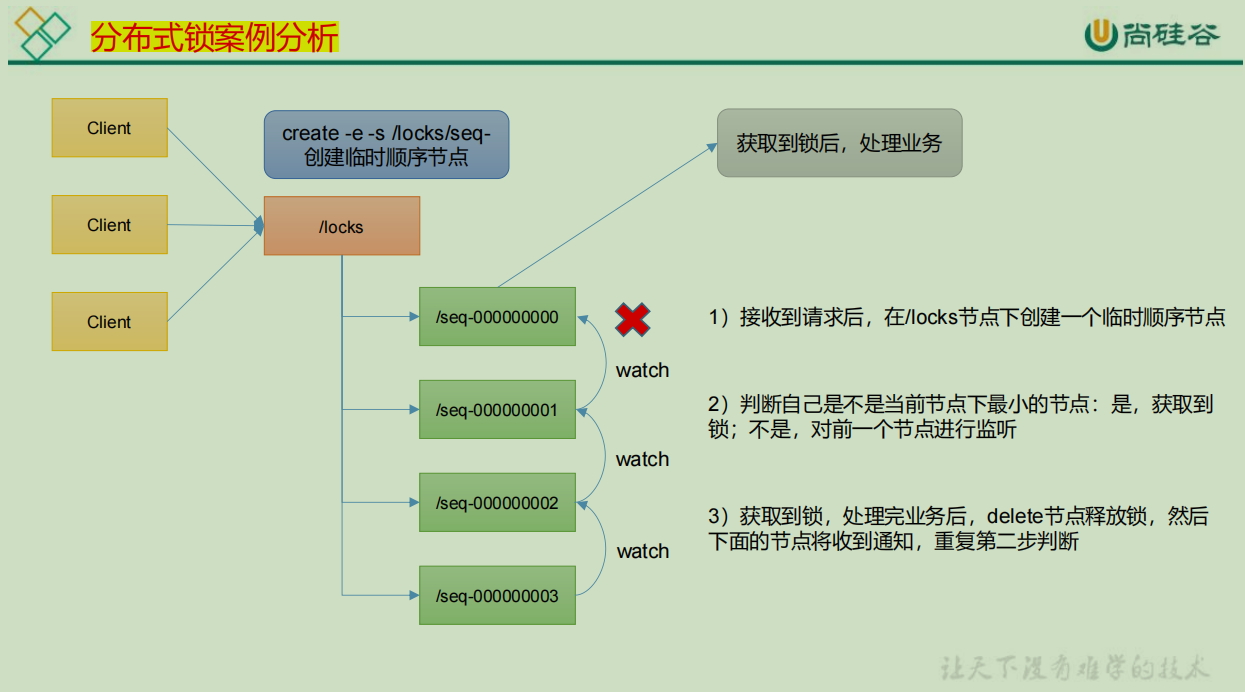 分布式锁案例分析
尚硅谷
Client
Client
Client
create -e -s /locks/seq-
创建临时顺序节点
/locks
获取到锁后，处理业务
/seq-000000000
/seq-000000001
/seq-000000002
/seq-000000003
watch
watch
watch
1）接收到请求后，在/locks节点下创建一个临时顺序节点
2）判断自己是不是当前节点下最小的节点：是，获取到
锁；不是，对前一个节点进行监听
3）获取到锁，处理完业务后，delete节点释放锁，然后
下面的节点将收到通知，重复第二步判断
让天下没有难学的技术